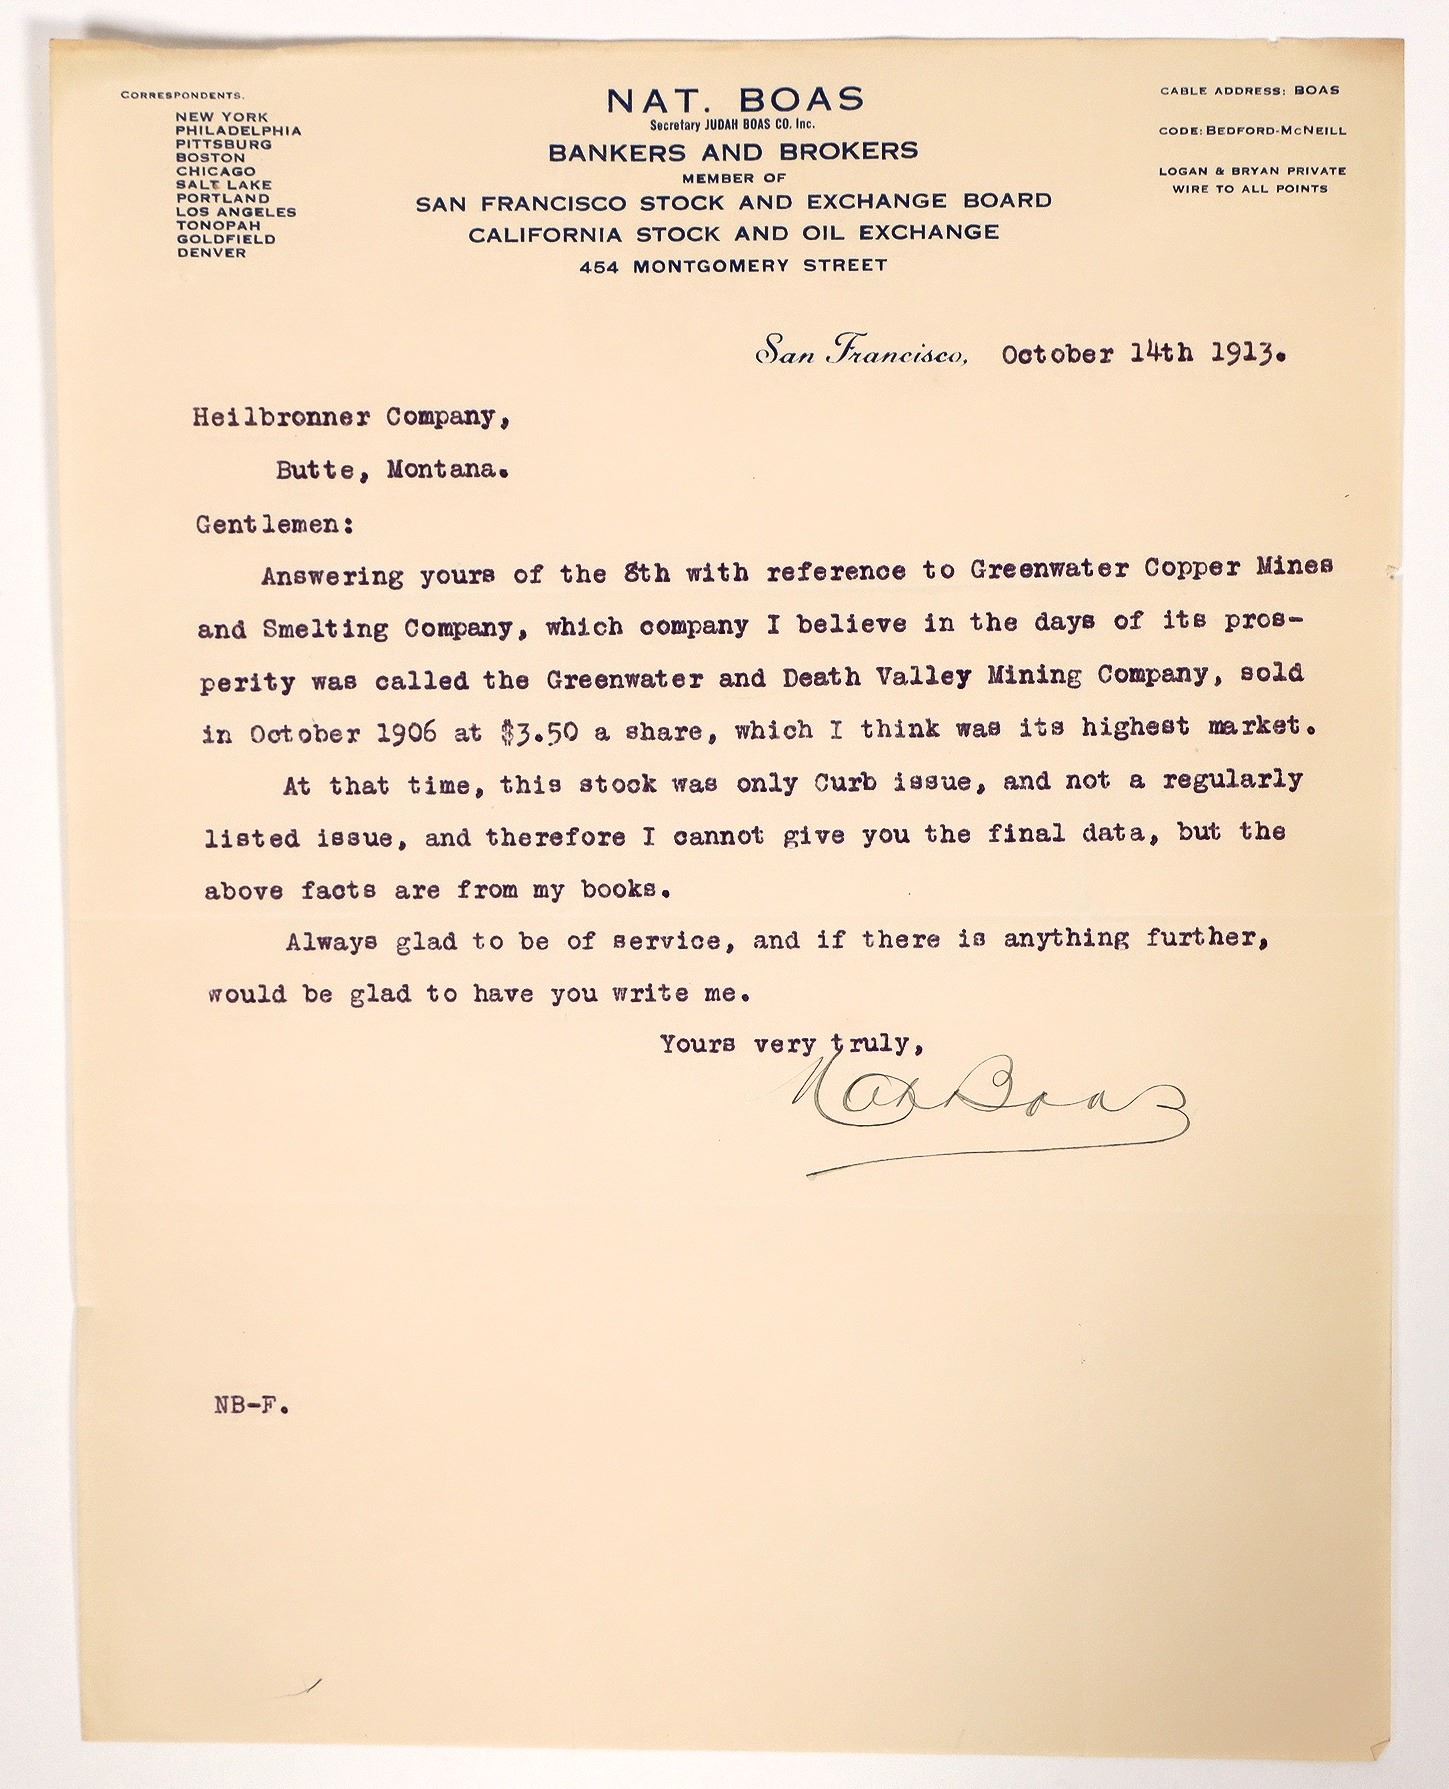 CORRESPONDENTS.
NEW YORK
PHILADELPHIA
PITTSBURG
BOSTON
CHICAGO
SALT LAKE
PORTLAND
LOS ANGELES
TONOPAH
GOLDFIELD
DENVER
NAT. BOAS
Secretary JUDAH BOAS CO. Inc.
BANKERS AND BROKERS
MEMBER OF
SAN FRANCISCO STOCK AND EXCHANGE BOARD
CALIFORNIA STOCK AND OIL EXCHANGE
454 MONTGOMERY STREET
CABLE ADDRESS: BOAS
CODE: BEDFORD-McNEILL
LOGAN & BRYAN PRIVATE
WIRE TO ALL POINTS
San Francisco, October 14th 1913.
Heilbronner Company,
Butte, Montana.
Gentlemen:
Answering yours of the 8th with reference to Greenwater Copper Mines
and Smelting Company, which company I believe in the days of its pros-
perity was called the Greenwater and Death Valley Mining Company, sold
in October 1906 at $3.50 a share, which I think was its highest market.
At that time, this stock was only Curb issue, and not a regularly
listed issue, and therefore I cannot give you the final data, but the
above facts are from my books.
Always glad to be of service, and if there is anything further,
would be glad to have you write me.
Yours very truly,
Nat Boas
NB-F.